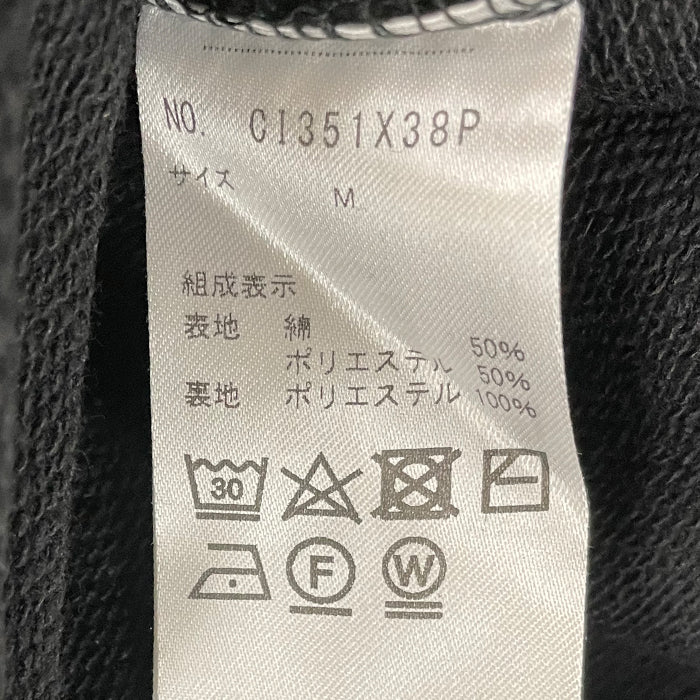 NO. CI351X38P
サイズ M
組成表示
表地 綿 50%
ポリエステル 50%
裏地 ポリエステル 100%
30
F W